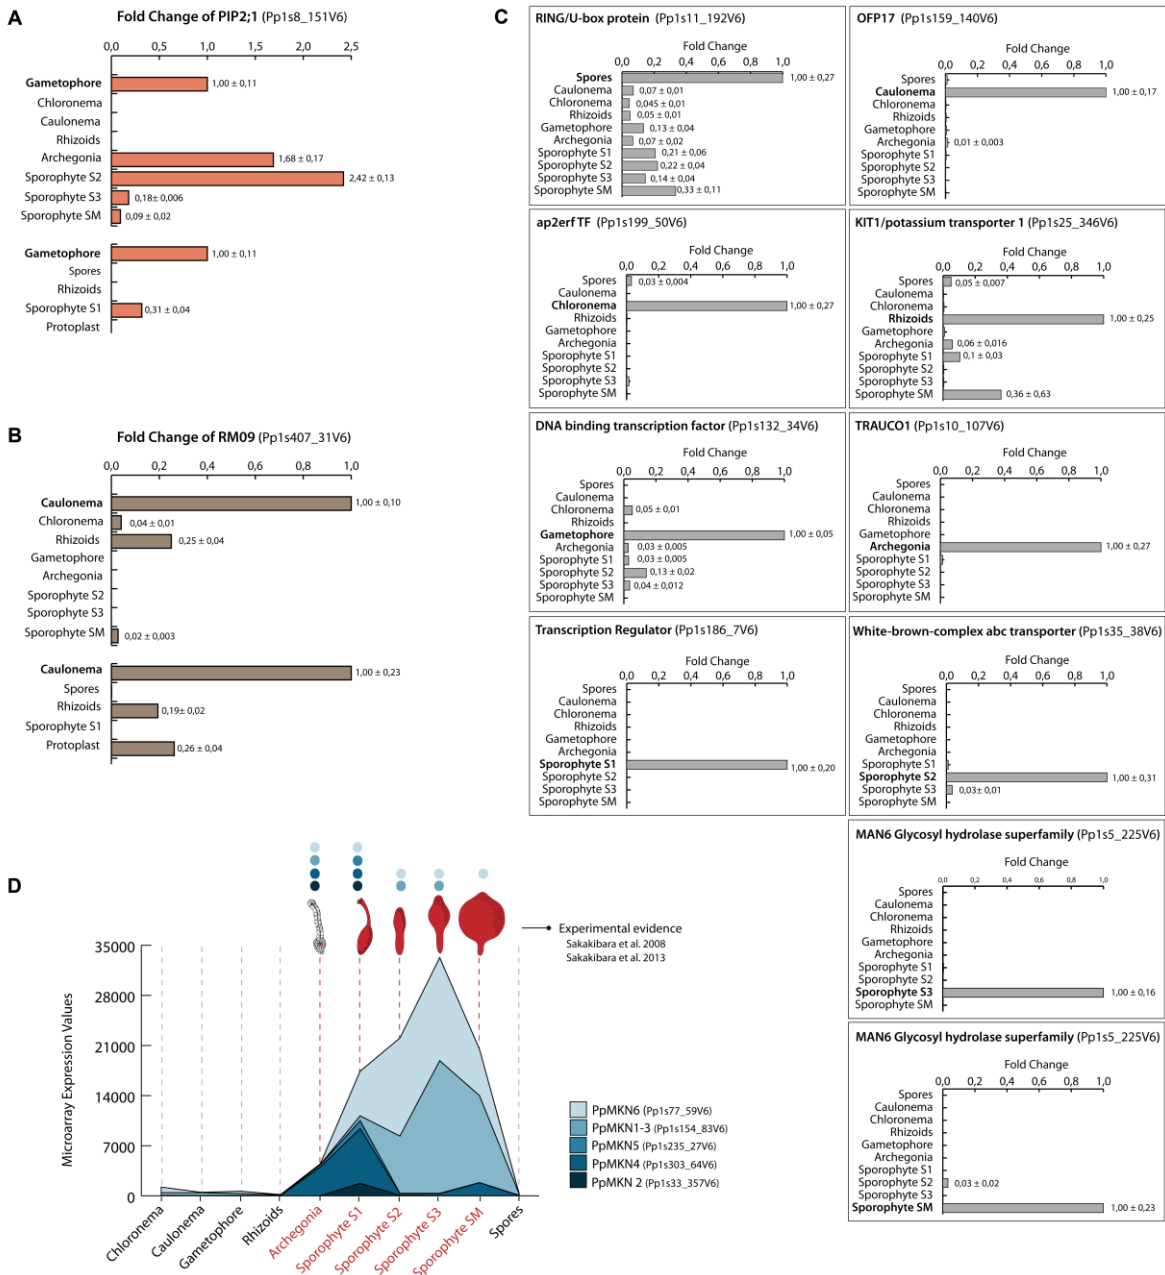 A
Fold Change of PIP2;1 (Pp1s8_151V6)
0,0 0,5 1,0 1,5 2,0 2,5
Gametophore 1,00 ± 0,11
Chloronema
Caulonema
Rhizoids
Archegonia 1,68 ± 0,17
Sporophyte S2 2,42 ± 0,13
Sporophyte S3 0,18± 0,006
Sporophyte SM 0,09 ± 0,02
Gametophore 1,00 ± 0,11
Spores
Rhizoids
Sporophyte S1 0,31 ± 0,04
Protoplast
B
Fold Change of RM09 (Pp1s407_31V6)
0,0 0,2 0,4 0,6 0,8 1,0
Caulonema 1,00 ± 0,10
Chloronema 0,04 ± 0,01
Rhizoids 0,25 ± 0,04
Gametophore
Archegonia
Sporophyte S2
Sporophyte S3
Sporophyte SM 0,02 ± 0,003
Caulonema 1,00 ± 0,23
Spores
Rhizoids 0,19± 0,02
Sporophyte S1
Protoplast 0,26 ± 0,04
C
RING/U-box protein (Pp1s11_192V6)
Fold Change
0,0 0,2 0,4 0,6 0,8 1,0
Spores 1,00 ± 0,27
Caulonema 0,07 ± 0,01
Chloronema 0,045 ± 0,01
Rhizoids 0,05 ± 0,01
Gametophore 0,13 ± 0,04
Archegonia 0,07 ± 0,02
Sporophyte S1 0,21 ± 0,06
Sporophyte S2 0,22 ± 0,04
Sporophyte S3 0,14 ± 0,04
Sporophyte SM 0,33 ± 0,11
OFP17 (Pp1s159_140V6)
Fold Change
0,0 0,2 0,4 0,6 0,8 1,0
Spores
Caulonema 1,00 ± 0,17
Chloronema
Rhizoids
Gametophore
Archegonia 0,01 ± 0,003
Sporophyte S1
Sporophyte S2
Sporophyte S3
Sporophyte SM
ap2erf TF (Pp1s199_50V6)
Fold Change
0,0 0,2 0,4 0,6 0,8 1,0
Spores 0,03 ± 0,004
Caulonema
Chloronema 1,00 ± 0,27
Rhizoids
Gametophore
Archegonia
Sporophyte S1
Sporophyte S2
Sporophyte S3
Sporophyte SM
KIT1/potassium transporter 1 (Pp1s25_346V6)
Fold Change
0,0 0,2 0,4 0,6 0,8 1,0
Spores 0,05 ± 0,007
Caulonema
Chloronema
Rhizoids 1,00 ± 0,25
Gametophore
Archegonia 0,06 ± 0,016
Sporophyte S1 0,1 ± 0,03
Sporophyte S2
Sporophyte S3
Sporophyte SM 0,36 ± 0,63
DNA binding transcription factor (Pp1s132_34V6)
Fold Change
0,0 0,2 0,4 0,6 0,8 1,0
Spores
Caulonema
Chloronema 0,05 ± 0,01
Rhizoids
Gametophore 1,00 ± 0,05
Archegonia 0,03 ± 0,005
Sporophyte S1 0,03 ± 0,005
Sporophyte S2 0,13 ± 0,02
Sporophyte S3 0,04 ± 0,012
Sporophyte SM
TRAUCO1 (Pp1s10_107V6)
Fold Change
0,0 0,2 0,4 0,6 0,8 1,0
Spores
Caulonema
Chloronema
Rhizoids
Gametophore
Archegonia 1,00 ± 0,27
Sporophyte S1
Sporophyte S2
Sporophyte S3
Sporophyte SM
Transcription Regulator (Pp1s186_7V6)
Fold Change
0,0 0,2 0,4 0,6 0,8 1,0
Spores
Caulonema
Chloronema
Rhizoids
Gametophore
Archegonia
Sporophyte S1 1,00 ± 0,20
Sporophyte S2
Sporophyte S3
Sporophyte SM
White-brown-complex abc transporter (Pp1s35_38V6)
Fold Change
0,0 0,2 0,4 0,6 0,8 1,0
Spores
Caulonema
Chloronema
Rhizoids
Gametophore
Archegonia
Sporophyte S1
Sporophyte S2 1,00 ± 0,31
Sporophyte S3 0,03± 0,01
Sporophyte SM
MAN6 Glycosyl hydrolase superfamily (Pp1s5_225V6)
Fold Change
0,0 0,2 0,4 0,6 0,8 1,0
Spores
Caulonema
Chloronema
Rhizoids
Gametophore
Archegonia
Sporophyte S1
Sporophyte S2
Sporophyte S3 1,00 ± 0,16
Sporophyte SM
MAN6 Glycosyl hydrolase superfamily (Pp1s5_225V6)
Fold Change
0,0 0,2 0,4 0,6 0,8 1,0
Spores
Caulonema
Chloronema
Rhizoids
Gametophore
Archegonia
Sporophyte S1
Sporophyte S2 0,03 ± 0,02
Sporophyte S3
Sporophyte SM 1,00 ± 0,23
D
Experimental evidence
Sakakibara et al. 2008
Sakakibara et al. 2013
Microarray Expression Values
35000
28000
21000
14000
7000
0
Chloronema
Caulonema
Gametophore
Rhizoids
Archegonia
Sporophyte S1
Sporophyte S2
Sporophyte S3
Sporophyte SM
Spores
PpMKN6 (Pp1s77_59V6)
PpMKN1-3 (Pp1s154_83V6)
PpMKN5 (Pp1s235_27V6)
PpMKN4 (Pp1s303_64V6)
PpMKN 2 (Pp1s33_357V6)